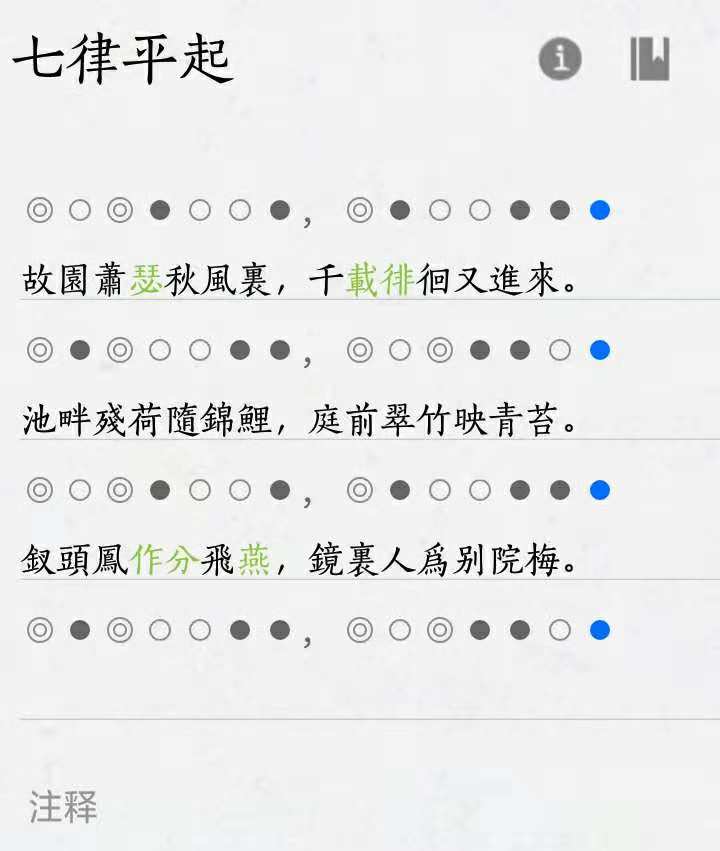 七律平起
◎○◎●○○●，◎●○○●●●
故園蕭瑟秋風裏，千載徘徊又進來。
◎●◎○○●●，◎○◎●●○●
池畔殘荷隨錦鯉，庭前翠竹映青苔。
◎○◎●○○●，◎●○○●●●
釵頭鳳作分飛燕，鏡裏人爲别院梅。
◎●◎○○●●，◎○◎●●○●
注释